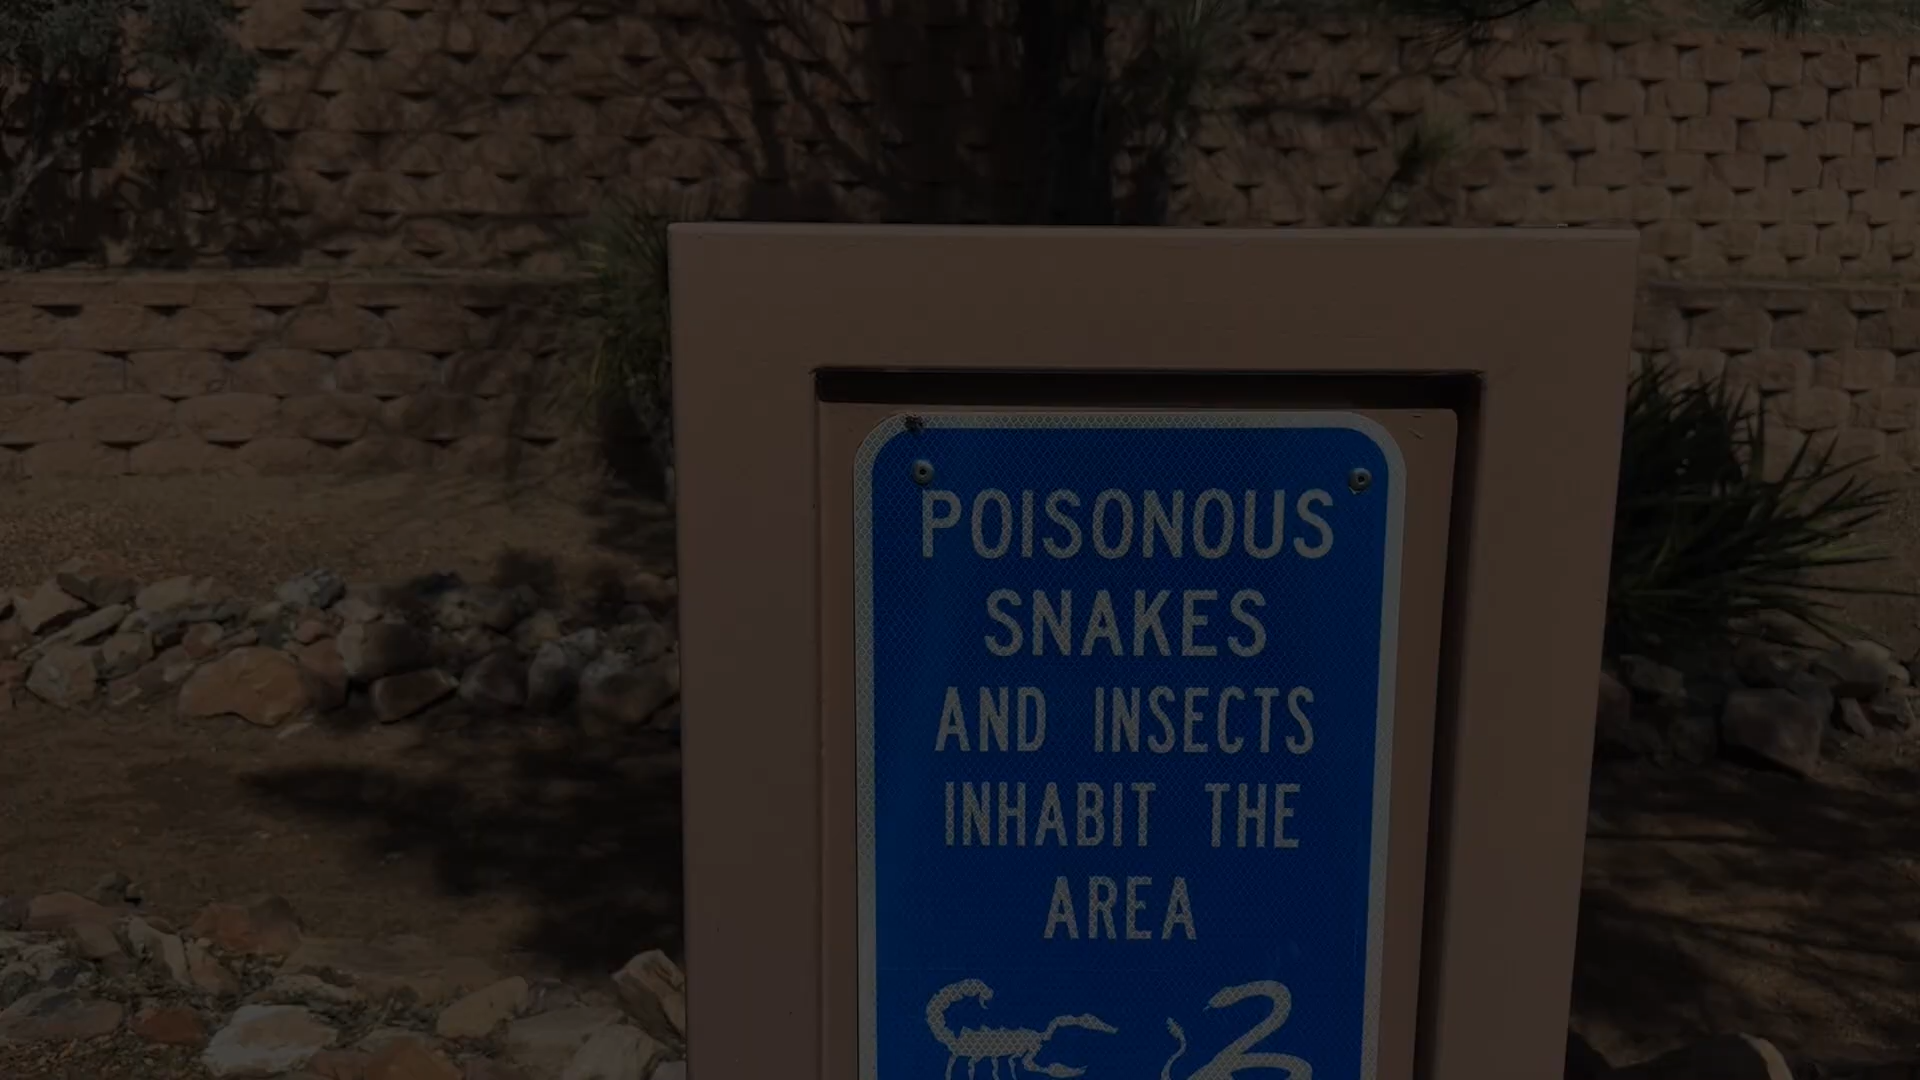 POISONOUS
SNAKES
AND INSECTS
INHABIT THE
AREA